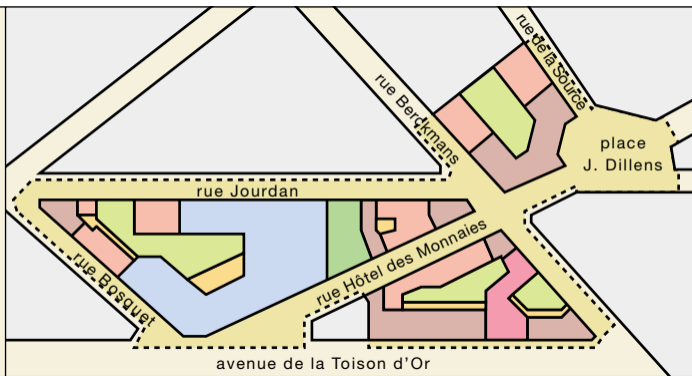 rue de la Source
rue Berckmans
place
J. Dillens
rue Jourdan
rue Hôtel des Monnaies
rue Bosquet
avenue de la Toison d'Or